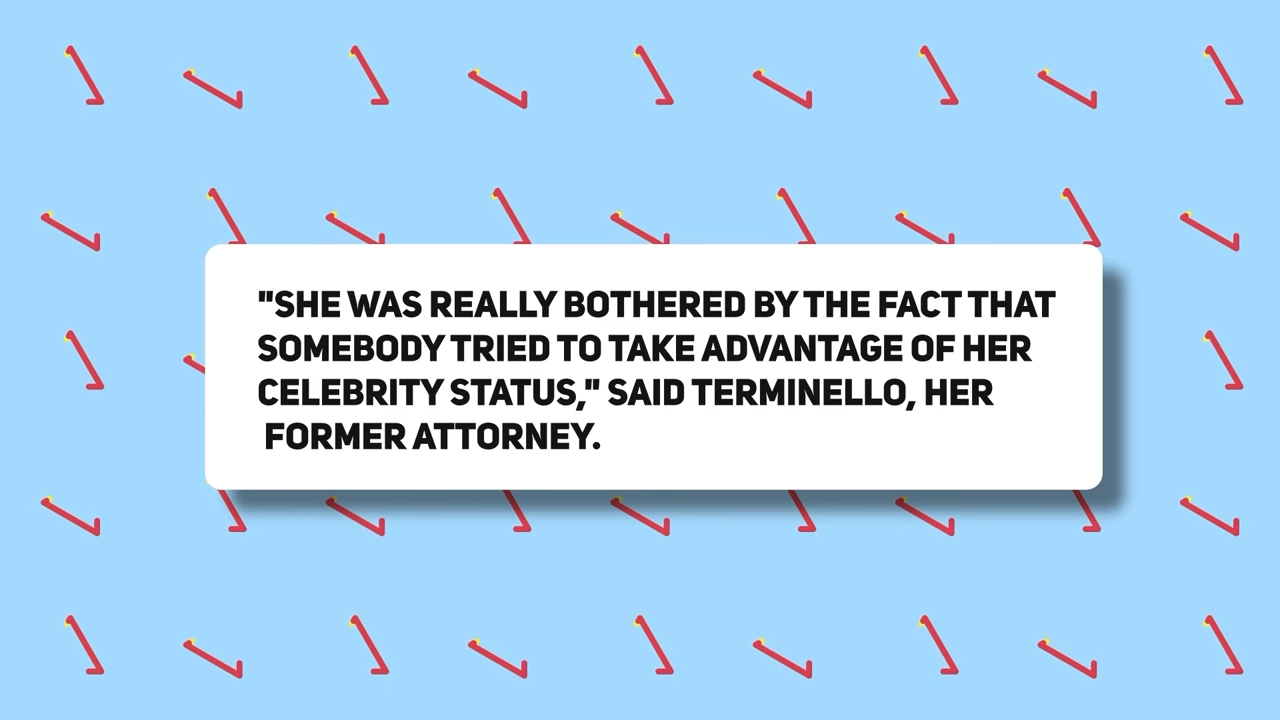 "SHE WAS REALLY BOTHERED BY THE FACT THAT
SOMEBODY TRIED TO TAKE ADVANTAGE OF HER
CELEBRITY STATUS," SAID TERMINELLO, HER
FORMER ATTORNEY.